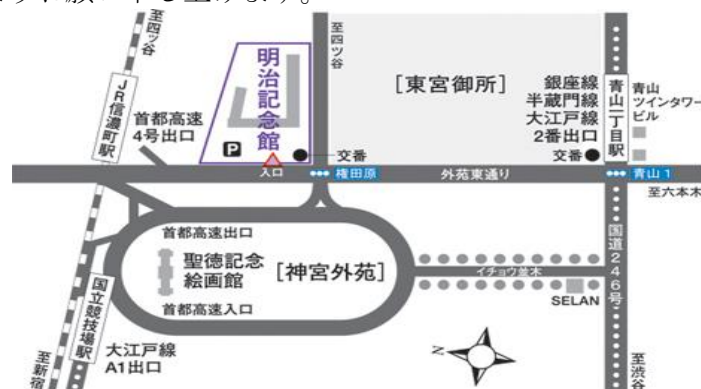 至四ツ谷
至四ツ谷
明治記念館
[東宮御所]
銀座線
半蔵門線
大江戸線
2番出口
青山一丁目駅
青山
ツインタワー
ビル
JR信濃町駅
首都高速
4号出口
P
交番
交番
入口
権田原
外苑東通り
青山1
至六本木
首都高速出口
聖徳記念
絵画館
[神宮外苑]
首都高速入口
イチョウ並木
SELAN
国道246号
国立競技場駅
大江戸線
A1出口
至新宿
N
至渋谷